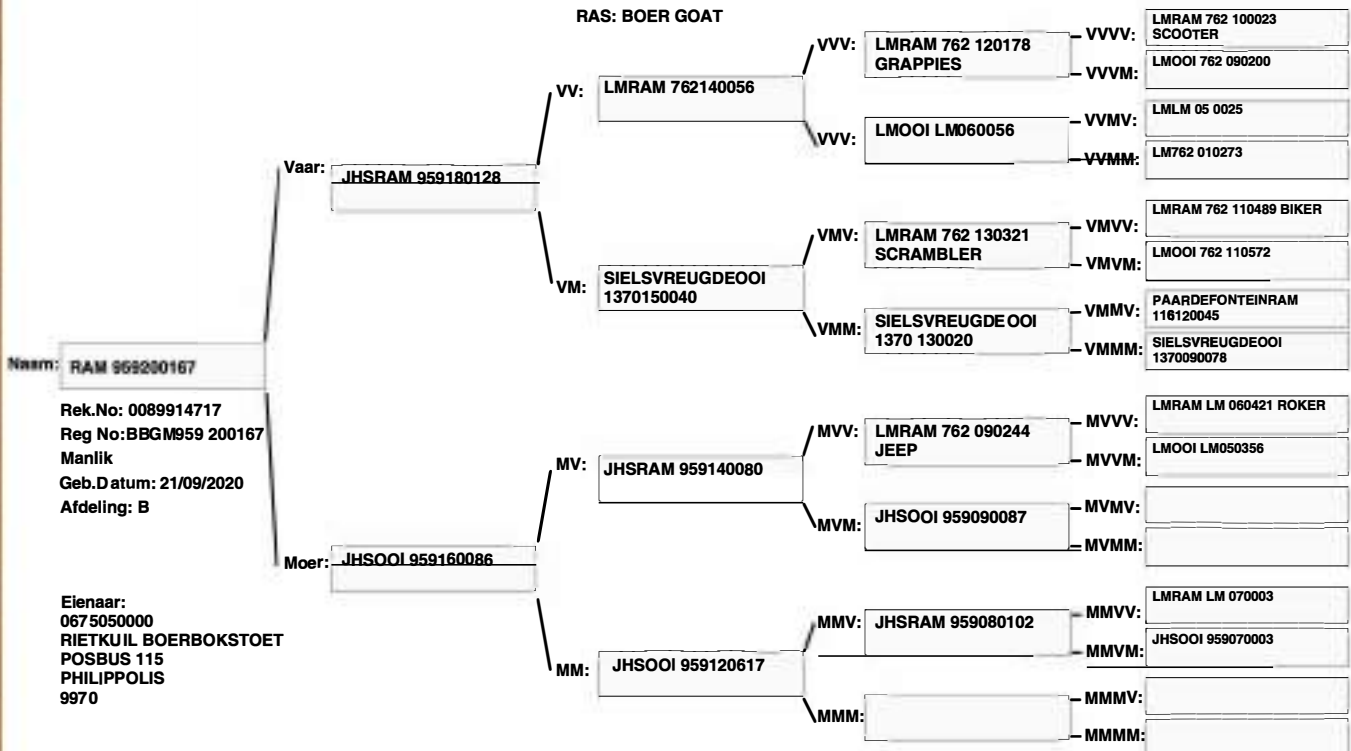 RAS: BOER GOAT
Naam: RAM 959200167
Rek.No: 0089914717
Reg No:BBGM959 200167
Manlik
Geb.Datum: 21/09/2020
Afdeling: B
Eienaar:
0675050000
RIETKUIL BOERBOKSTOET
POSBUS 115
PHILIPPOLIS
9970
Vaar: JHSRAM 959180128
Moer: JHSOOI 959160086
VV: LMRAM 762140056
VM: SIELSVREUGDEOOI
1370150040
MV: JHSRAM 959140080
MM: JHSOOI 959120617
VVV: LMRAM 762 120178
GRAPPIES
VVV: LMOOI LM060056
VMV: LMRAM 762 130321
SCRAMBLER
VMM: SIELSVREUGDEOOI
1370 130020
MVV: LMRAM 762 090244
JEEP
MVM: JHSOOI 959090087
MMV: JHSRAM 959080102
MMM:
VVVV: LMRAM 762 100023
SCOOTER
VVVM: LMOOI 762 090200
VVMV: LMLM 05 0025
VVMM: LM762 010273
VMVV: LMRAM 762 110489 BIKER
VMVM: LMOOI 762 110572
VMMV: PAARDEFONTEINRAM
116120045
VMMM: SIELSVREUGDEOOI
1370090078
MVVV: LMRAM LM 060421 ROKER
MVVM: LMOOI LM050356
MVMV:
MVMM:
MMVV: LMRAM LM 070003
MMVM: JHSOOI 959070003
MMMV:
MMMM: